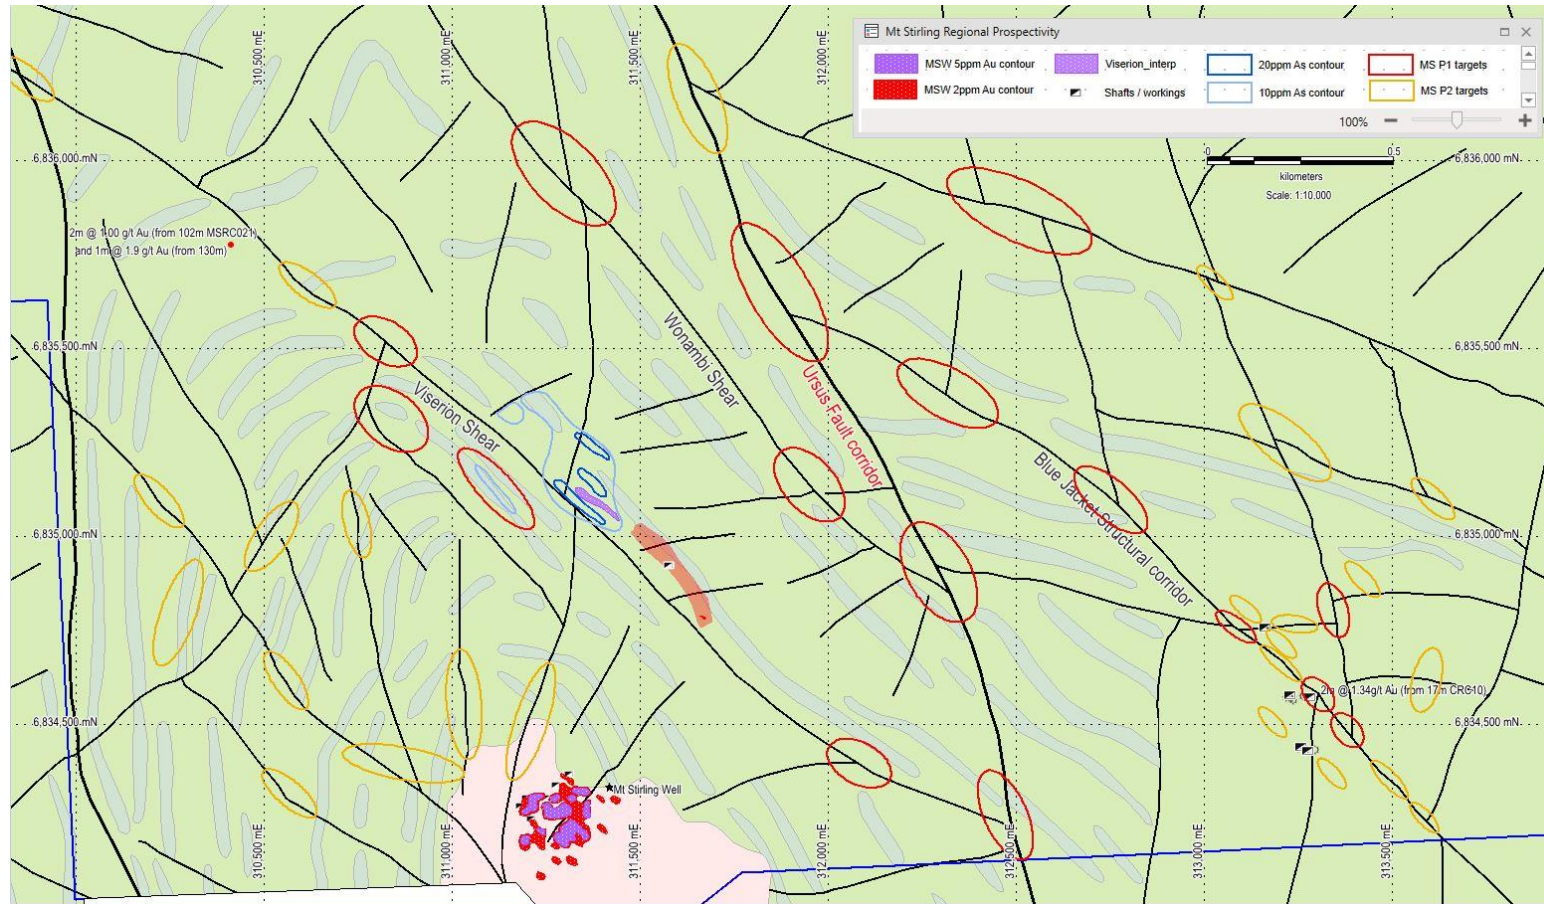 Mt Stirling Regional Prospectivity
MSW 5ppm Au contour
Viserion_interp
20ppm As contour
MS P1 targets
MSW 2ppm Au contour
Shafts / workings
10ppm As contour
MS P2 targets
100%
310,500 mE
311,000 mE
311,500 mE
312,000 mE
0
0.5
kilometers
Scale: 1:10,000
6,836,000 mN
6,836,000 mN
2m @ 1.00 g/t Au (from 102m MSRC021)
and 1m @ 1.9 g/t Au (from 130m)
6,835,500 mN
6,835,500 mN
Wonambi Shear
Ursus Fault corridor
Viserion Shear
Blue Jacket Structural corridor
6,835,000 mN
6,835,000 mN
2m @ 1.34g/t Au (from 17m CRC10)
6,834,500 mN
6,834,500 mN
Mt Stirling Well
310,500 mE
311,000 mE
311,500 mE
312,000 mE
312,500 mE
313,000 mE
313,500 mE